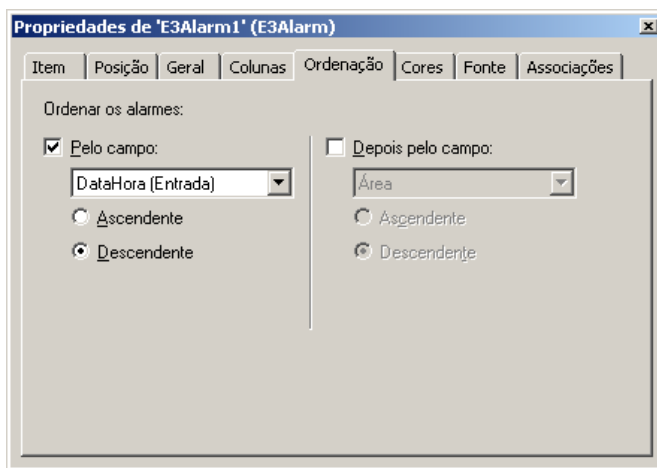 Propriedades de 'E3Alarm1' (E3Alarm)
Item Posição Geral Colunas Ordenação Cores Fonte Associações
Ordenar os alarmes:
Pelo campo: Depois pelo campo:
DataHora (Entrada) Área
Ascendente Ascendente
Descendente Descendente